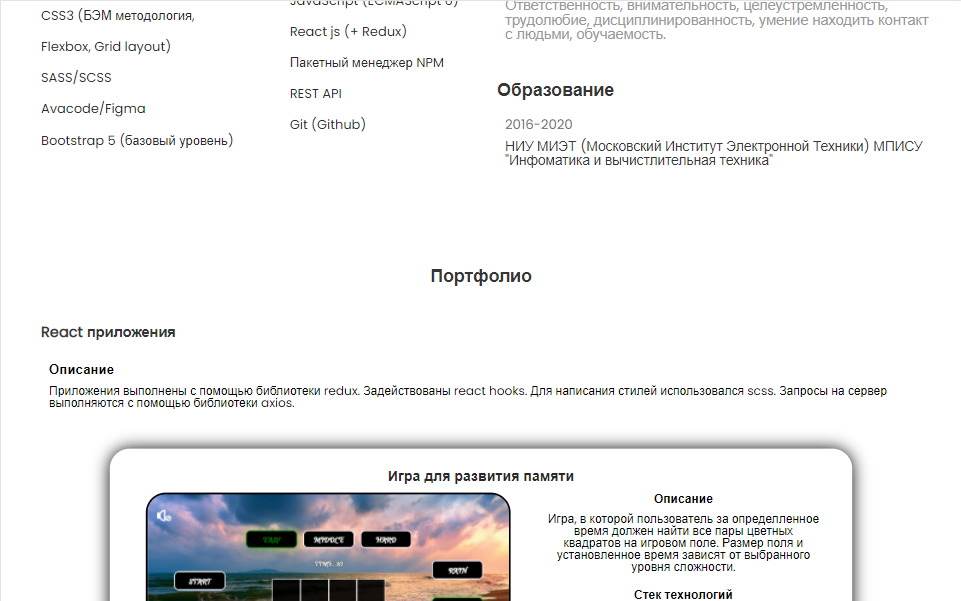 CSS3 (БЭМ методология,
Flexbox, Grid layout)
SASS/SCSS
Avacode/Figma
Bootstrap 5 (базовый уровень)
JavaScript (ECMAScript 6)
React js (+ Redux)
Пакетный менеджер NPM
REST API
Git (Github)
Ответственность, внимательность, целеустремленность,
трудолюбие, дисциплинированность, умение находить контакт
с людьми, обучаемость.
Образование
2016-2020
НИУ МИЭТ (Московский Институт Электронной Техники) МПИСУ
"Инфоматика и вычистлительная техника"
Портфолио
React приложения
Описание
Приложения выполнены с помощью библиотеки redux. Задействованы react hooks. Для написания стилей использовался scss. Запросы на сервер
выполняются с помощью библиотеки axios.
Игра для развития памяти
EASY
MIDDLE
HARD
TIME: 30
START
PAIN
Описание
Игра, в которой пользователь за определенное
время должен найти все пары цветных
квадратов на игровом поле. Размер поля и
установленное время зависят от выбранного
уровня сложности.
Стек технологий